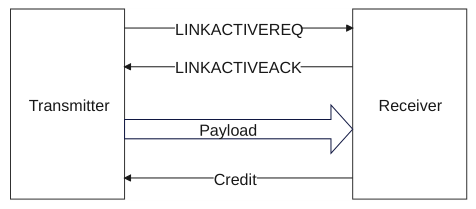 LINKACTIVEREQ
LINKACTIVEACK
Transmitter
Receiver
Payload
Credit